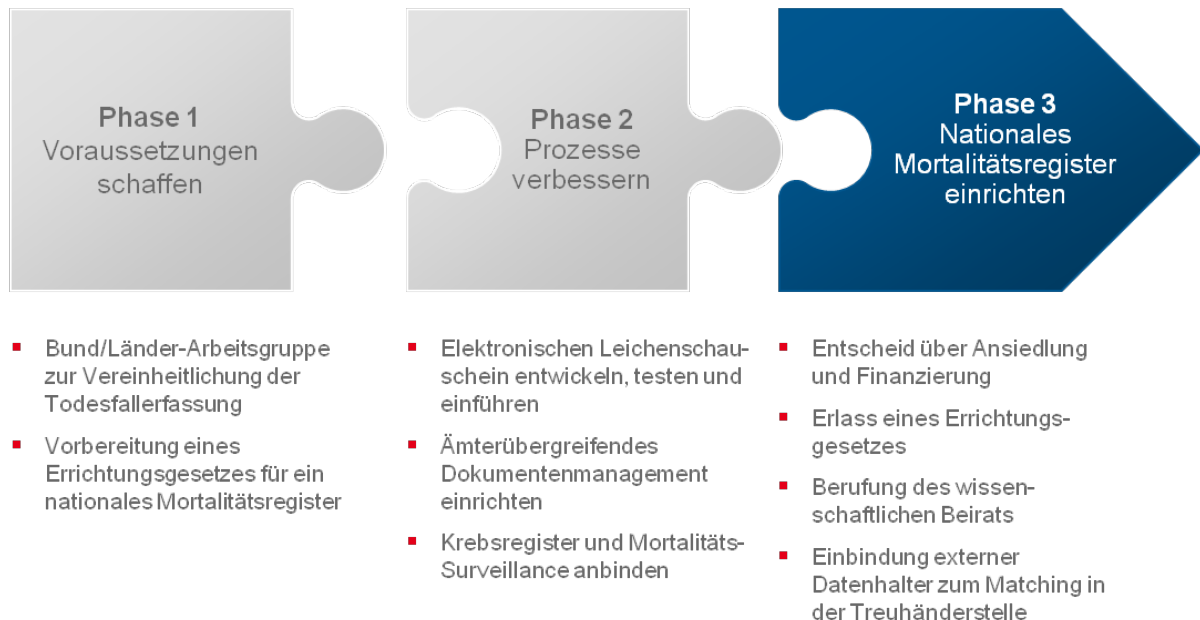 Phase 1
Voraussetzungen
schaffen
Phase 2
Prozesse
verbessern
Phase 3
Nationales
Mortalitätsregister
einrichten
Bund/Länder-Arbeitsgruppe
zur Vereinheitlichung der
Todesfallerfassung
Vorbereitung eines
Errichtungsgesetzes für ein
nationales Mortalitätsregister
Elektronischen Leichenschau-
schein entwickeln, testen und
einführen
Ämterübergreifendes
Dokumentenmanagement
einrichten
Krebsregister und Mortalitäts-
Surveillance anbinden
Entscheid über Ansiedlung
und Finanzierung
Erlass eines Errichtungs-
gesetzes
Berufung des wissen-
schaftlichen Beirats
Einbindung externer
Datenhalter zum Matching in
der Treuhänderstelle